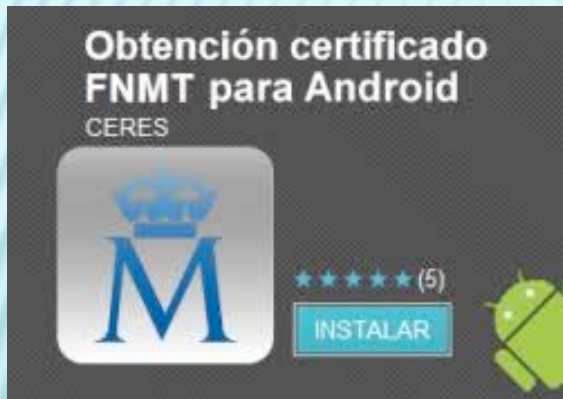 Obtención certificado
FNMT para Android
CERES
M
(5)
INSTALAR